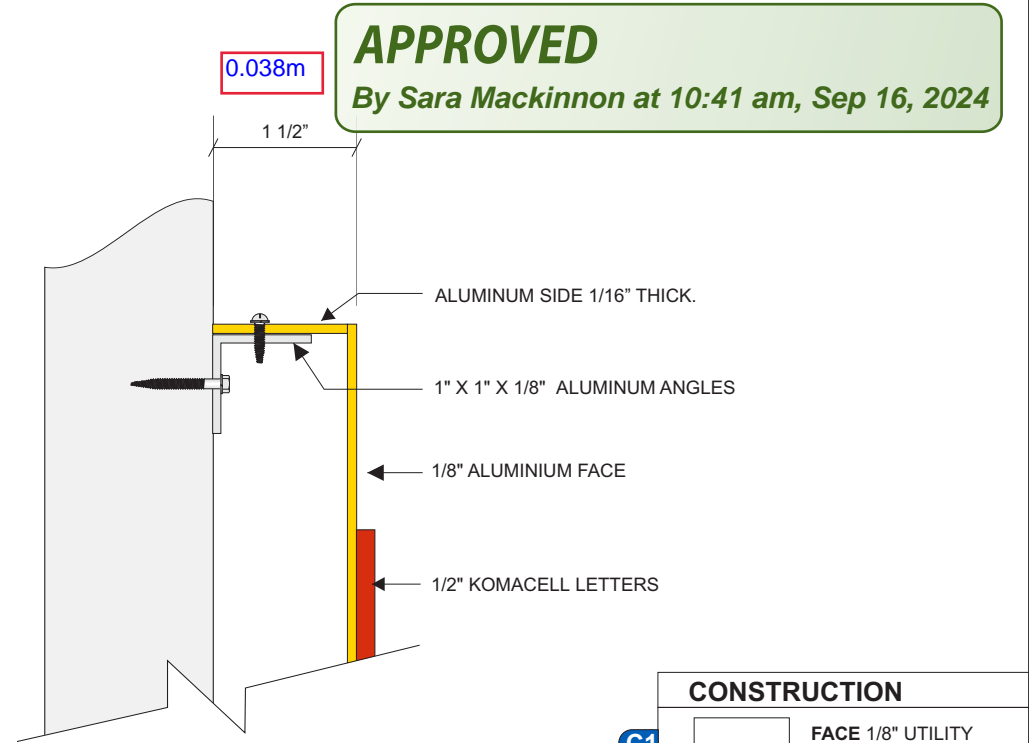 APPROVED
By Sara Mackinnon at 10:41 am, Sep 16, 2024
0.038m
1 1/2”
ALUMINUM SIDE 1/16” THICK.
1" X 1" X 1/8" ALUMINUM ANGLES
1/8" ALUMINIUM FACE
1/2" KOMACELL LETTERS
CONSTRUCTION
C1
FACE 1/8" UTILITY